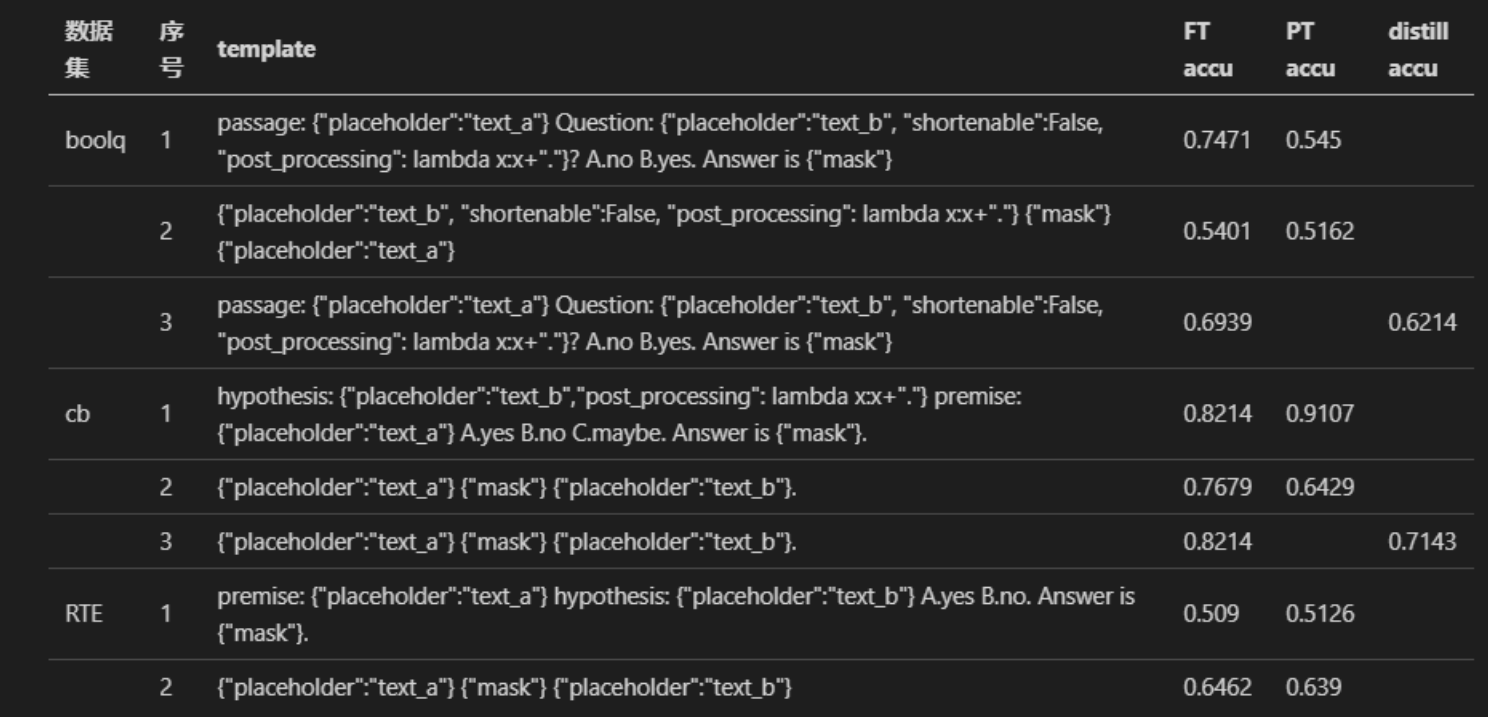 数据 序 template FT PT distill
集 号 accu accu accu
boolq 1 passage: {"placeholder":"text_a"} Question: {"placeholder":"text_b", "shortenable":False, 0.7471 0.545
"post_processing": lambda x:x+"."}? A.no B.yes. Answer is {"mask"}
2 {"placeholder":"text_b", "shortenable":False, "post_processing": lambda x:x+"."} {"mask"} 0.5401 0.5162
{"placeholder":"text_a"}
3 passage: {"placeholder":"text_a"} Question: {"placeholder":"text_b", "shortenable":False, 0.6939 0.6214
"post_processing": lambda x:x+"."}? A.no B.yes. Answer is {"mask"}
cb 1 hypothesis: {"placeholder":"text_b","post_processing": lambda x:x+"."} premise: 0.8214 0.9107
{"placeholder":"text_a"} A.yes B.no C.maybe. Answer is {"mask"}.
2 {"placeholder":"text_a"} {"mask"} {"placeholder":"text_b"}. 0.7679 0.6429
3 {"placeholder":"text_a"} {"mask"} {"placeholder":"text_b"}. 0.8214 0.7143
RTE 1 premise: {"placeholder":"text_a"} hypothesis: {"placeholder":"text_b"} A.yes B.no. Answer is 0.509 0.5126
{"mask"}.
2 {"placeholder":"text_a"} {"mask"} {"placeholder":"text_b"} 0.6462 0.639